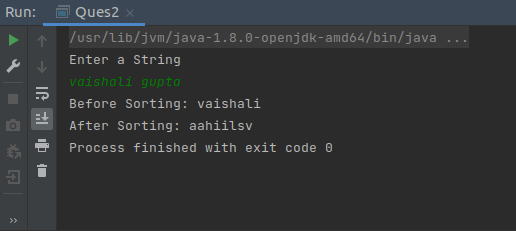 Run: Ques2 ×
/usr/lib/jvm/java-1.8.0-openjdk-amd64/bin/java ...
Enter a String
vaishali gupta
Before Sorting: vaishali
After Sorting: aahiilsv
Process finished with exit code 0